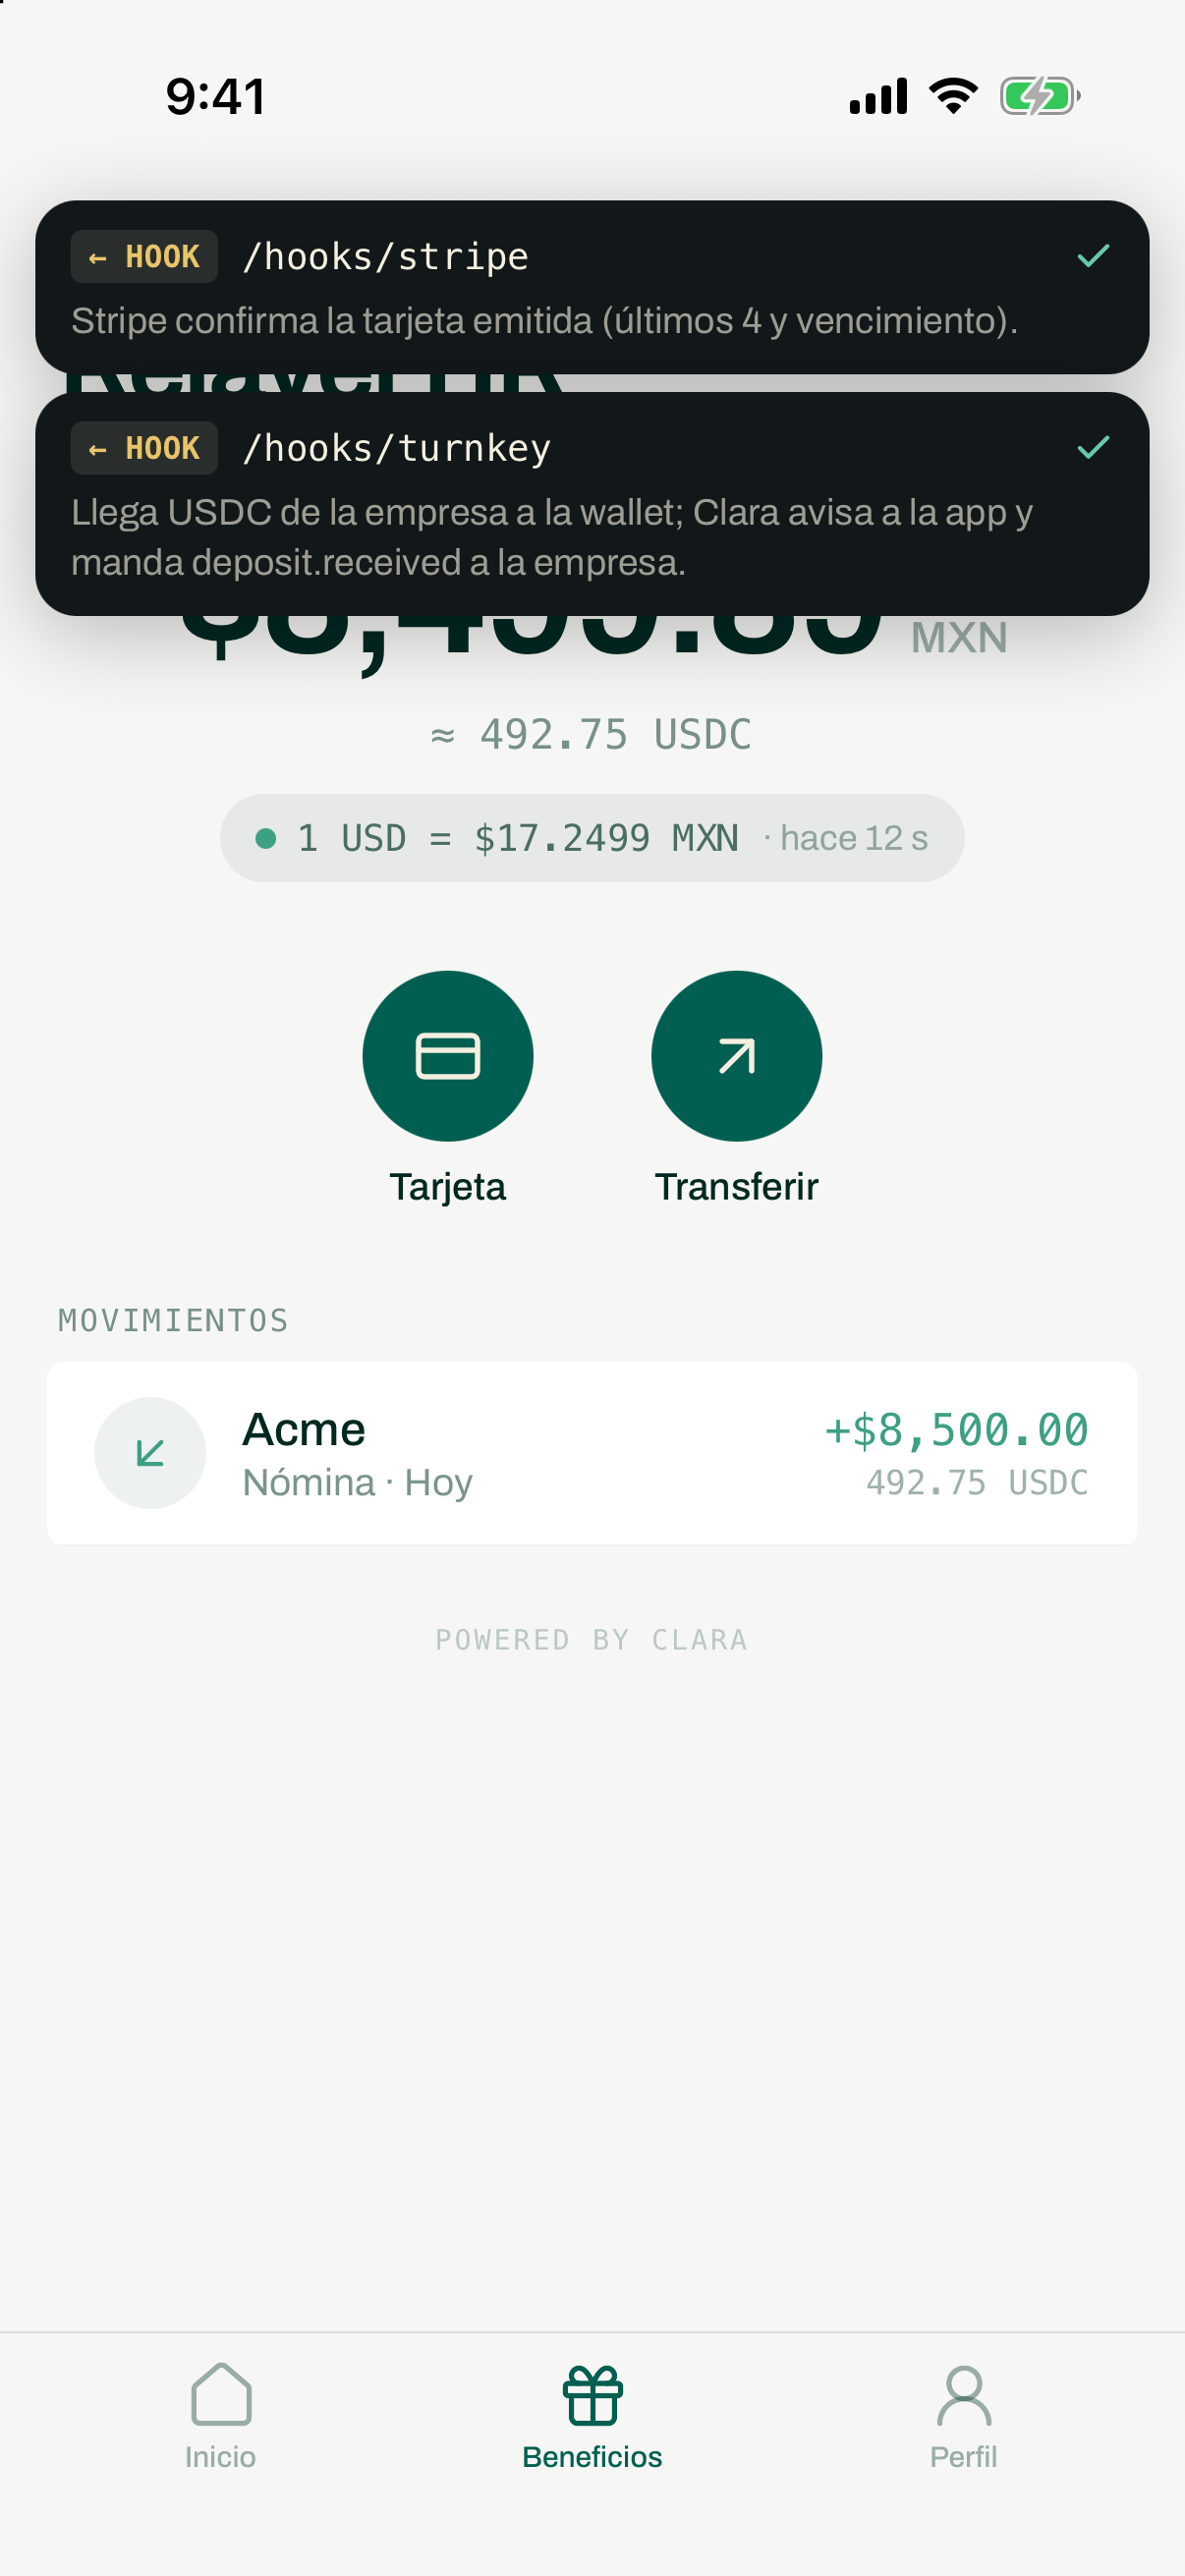 9:41
← HOOK /hooks/stripe
Stripe confirma la tarjeta emitida (últimos 4 y vencimiento).
← HOOK /hooks/turnkey
Llega USDC de la empresa a la wallet; Clara avisa a la app y
manda deposit.received a la empresa.
MXN
≈ 492.75 USDC
1 USD = $17.2499 MXN · hace 12 s
Tarjeta Transferir
MOVIMIENTOS
Acme +$8,500.00
Nómina · Hoy 492.75 USDC
POWERED BY CLARA
Inicio Beneficios Perfil